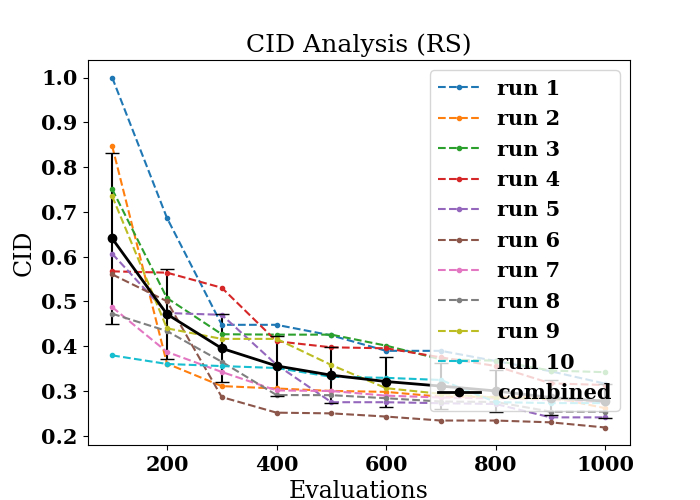 CID Analysis (RS)
CID
1.0
0.9
0.8
0.7
0.6
0.5
0.4
0.3
0.2
run 1
run 2
run 3
run 4
run 5
run 6
run 7
run 8
run 9
run 10
combined
200
400
600
800
1000
Evaluations